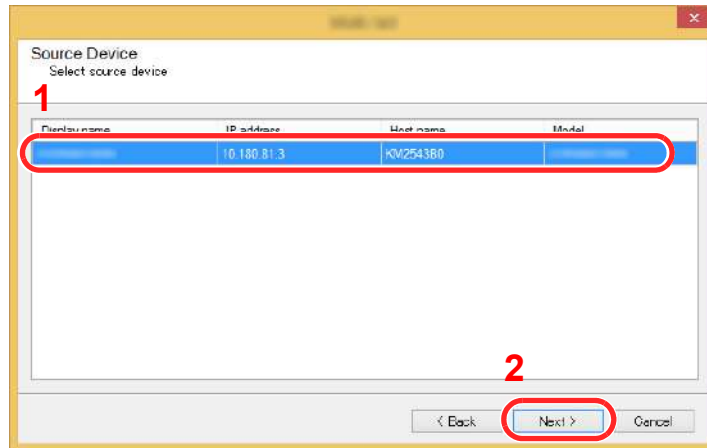 Source Device
Select source device
1
Display name IP address Host name Model
10.180.81.3 KM2543B0
2
< Back Next > Cancel